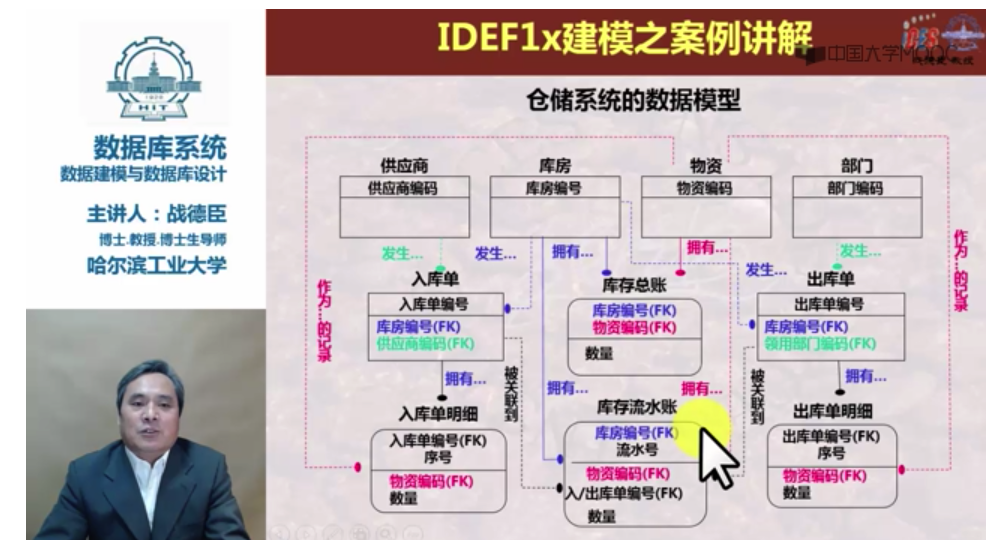 IDEF1x建模之案例讲解
中国大学MOOC
HIT
数据库系统
数据建模与数据库设计
主讲人：战德臣
博士.教授.博士生导师
哈尔滨工业大学
仓储系统的数据模型
供应商
供应商编码
库房
库房编号
物资
物资编码
部门
部门编码
发生...
发生...
拥有...
拥有...
发生...
发生...
作为...的记录
作为...的记录
入库单
入库单编号
库房编号(FK)
供应商编码(FK)
库存总账
库房编号(FK)
物资编码(FK)
数量
出库单
出库单编号
库房编号(FK)
领用部门编码(FK)
拥有...
被关联到
拥有...
拥有...
被关联到
拥有...
入库单明细
入库单编号(FK)
序号
物资编码(FK)
数量
库存流水账
库房编号(FK)
流水号
物资编码(FK)
入/出库单编号(FK)
数量
出库单明细
出库单编号(FK)
序号
物资编码(FK)
数量